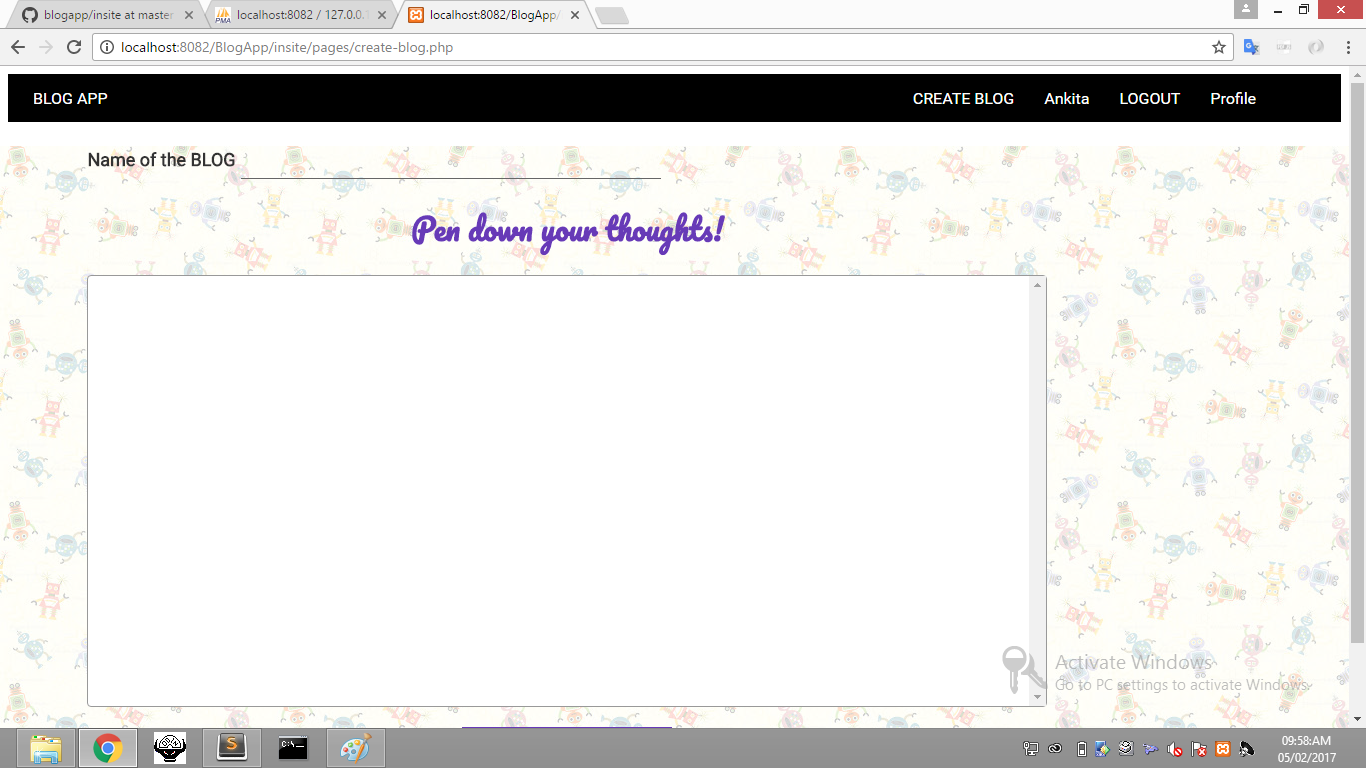 blogapp/insite at master
localhost:8082 / 127.0.0.1
localhost:8082/BlogApp/
localhost:8082/BlogApp/insite/pages/create-blog.php
BLOG APP CREATE BLOG Ankita LOGOUT Profile
Name of the BLOG
Pen down your thoughts!
Activate Windows
Go to PC settings to activate Windows.
09:58AM
05/02/2017